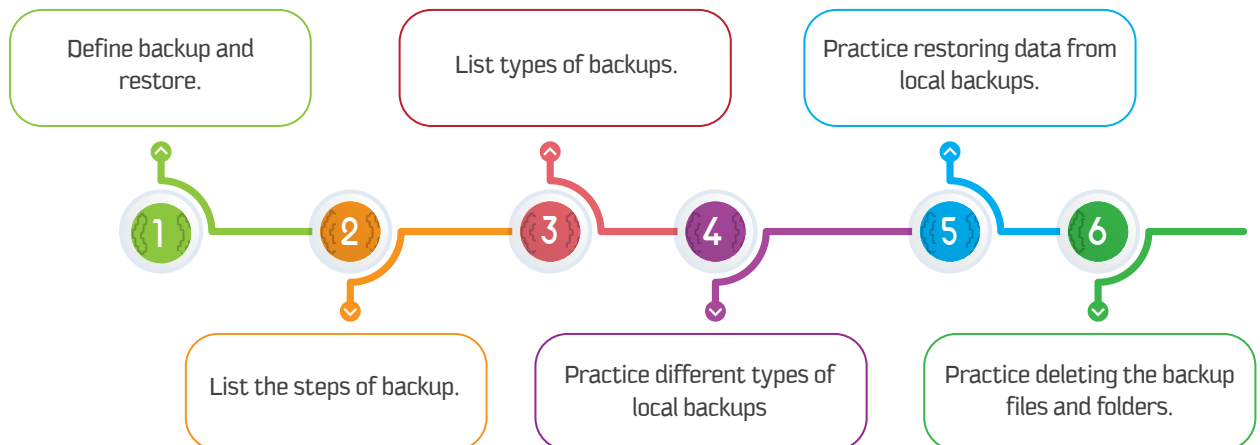 1
Define backup and
restore.
2
List the steps of backup.
3
List types of backups.
4
Practice different types of
local backups
5
Practice restoring data from
local backups.
6
Practice deleting the backup
files and folders.